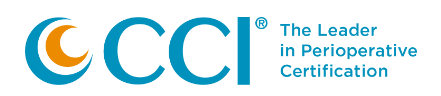 CCI®
The Leader
in Perioperative
Certification